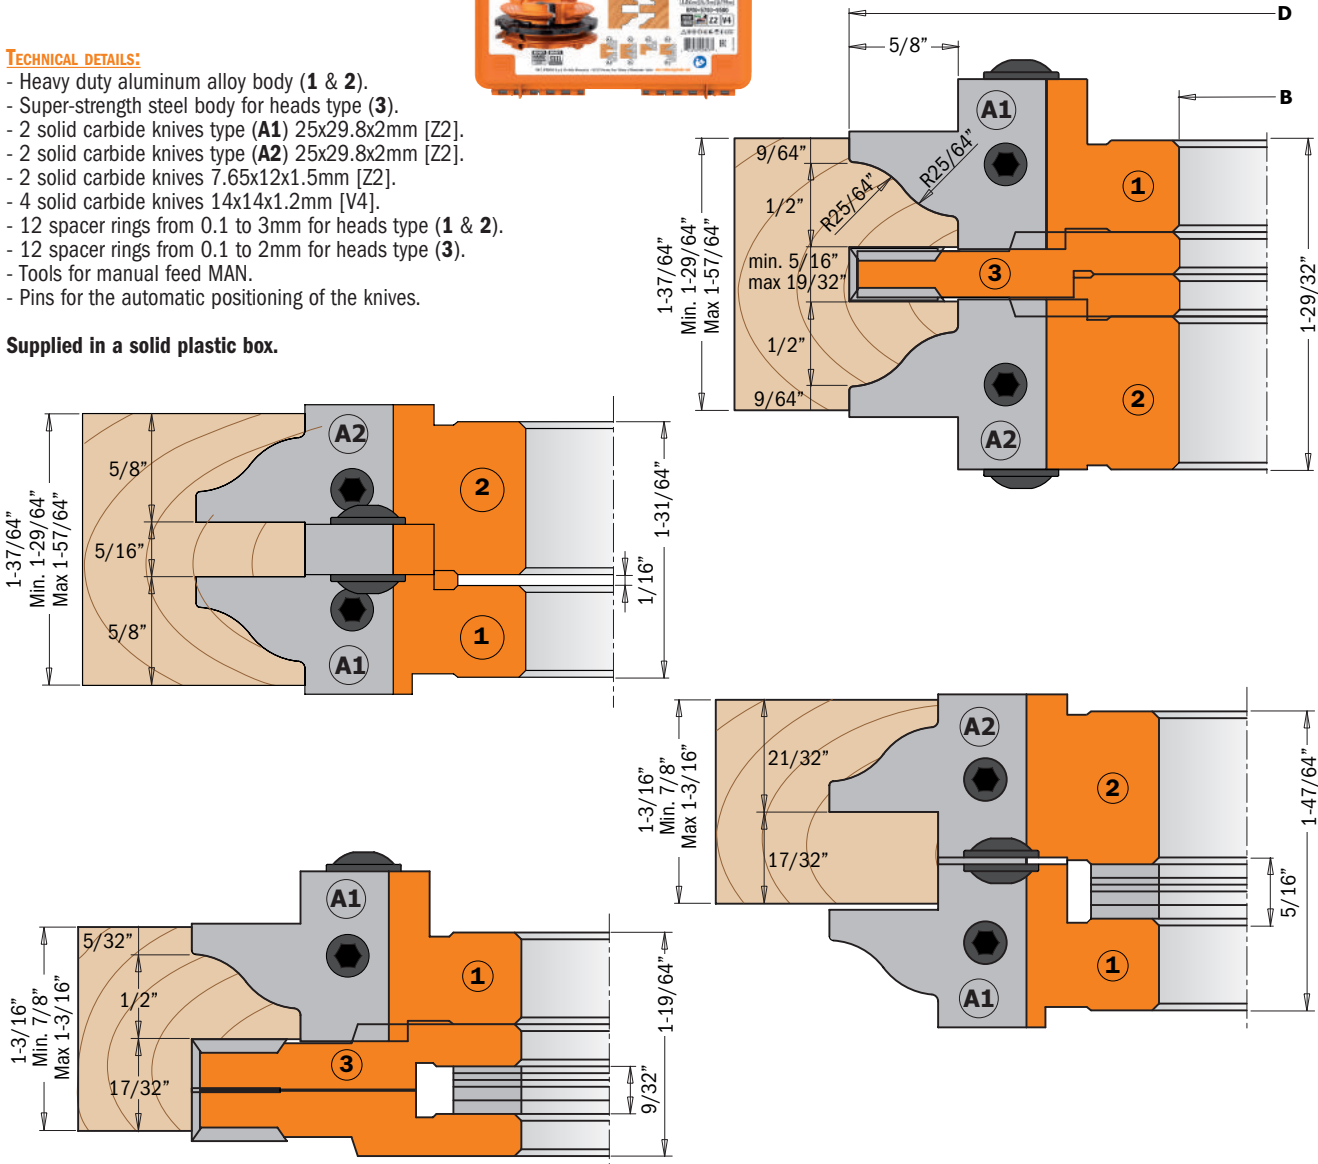 TECHNICAL DETAILS:
- Heavy duty aluminum alloy body (1 & 2).
- Super-strength steel body for heads type (3).
- 2 solid carbide knives type (A1) 25x29.8x2mm [Z2].
- 2 solid carbide knives type (A2) 25x29.8x2mm [Z2].
- 2 solid carbide knives 7.65x12x1.5mm [Z2].
- 4 solid carbide knives 14x14x1.2mm [V4].
- 12 spacer rings from 0.1 to 3mm for heads type (1 & 2).
- 12 spacer rings from 0.1 to 2mm for heads type (3).
- Tools for manual feed MAN.
- Pins for the automatic positioning of the knives.
Supplied in a solid plastic box.
Z2 V4
D
5/8”
B
A1
9/64”
R25/64”
R25/64”
1/2”
1
min. 5/16”
max 19/32”
3
1/2”
9/64”
2
A2
1-37/64”
Min. 1-29/64”
Max 1-57/64”
1-29/32”
A2
5/8”
2
5/16”
5/8”
1
A1
1-37/64”
Min. 1-29/64”
Max 1-57/64”
1-31/64”
1/16”
A2
21/32”
2
17/32”
1
A1
1-3/16”
Min. 7/8”
Max 1-3/16”
1-47/64”
5/16”
A1
5/32”
1/2”
1
3
17/32”
1-3/16”
Min. 7/8”
Max 1-3/16”
1-19/64”
9/32”